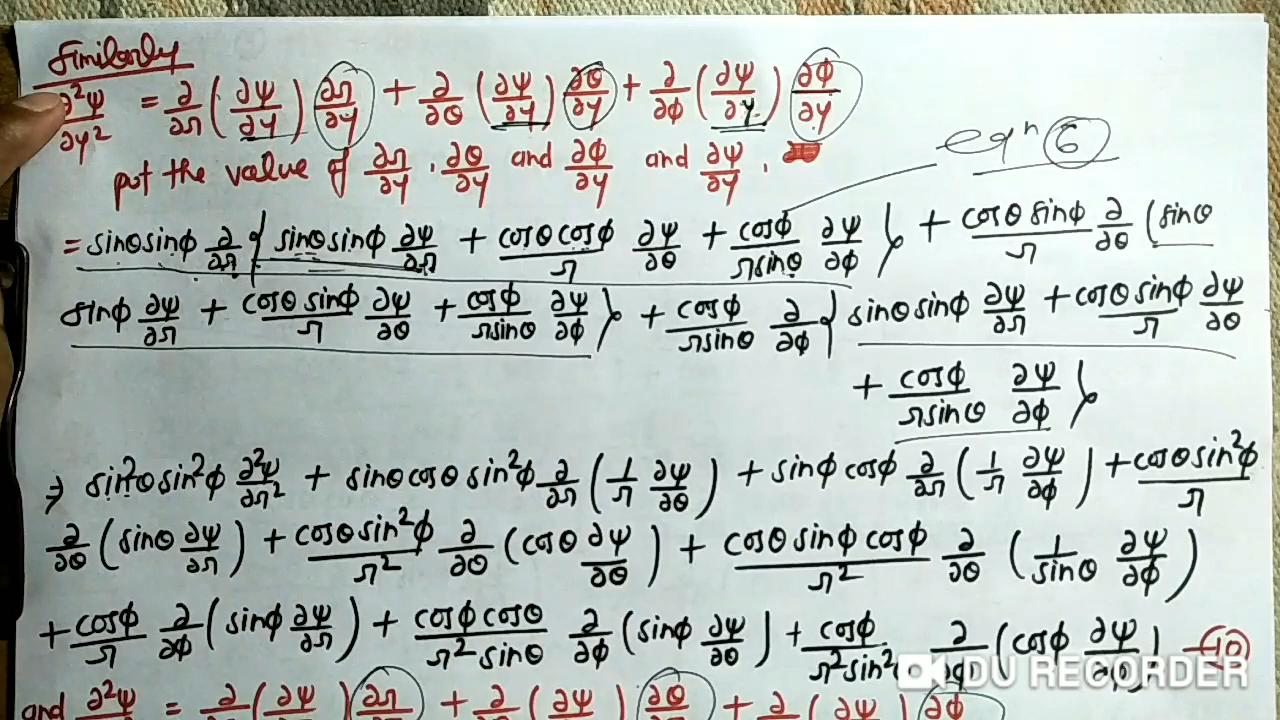 Similarly
∂²ψ/∂y² = ∂/∂r (∂ψ/∂y) ∂r/∂y + ∂/∂θ (∂ψ/∂y) ∂θ/∂y + ∂/∂ϕ (∂ψ/∂y) ∂ϕ/∂y
put the value of ∂r/∂y , ∂θ/∂y and ∂ϕ/∂y and ∂ψ/∂y .
eqⁿ 6
= sinθ sinϕ ∂/∂r { sinθ sinϕ ∂ψ/∂r + cosθ cosϕ/r ∂ψ/∂θ + cosϕ/r sinθ ∂ψ/∂ϕ } + cosθ sinϕ/r ∂/∂θ (sinθ
sinϕ ∂ψ/∂r + cosθ sinϕ/r ∂ψ/∂θ + cosϕ/r sinθ ∂ψ/∂ϕ } + cosϕ/r sinθ ∂/∂ϕ { sinθ sinϕ ∂ψ/∂r + cosθ sinϕ/r ∂ψ/∂θ
+ cosϕ/r sinθ ∂ψ/∂ϕ }
⇒ sin²θ sin²ϕ ∂²ψ/∂r² + sinθ cosθ sin²ϕ ∂/∂r (1/r ∂ψ/∂θ) + sinϕ cosϕ ∂/∂r (1/r ∂ψ/∂ϕ) + cosθ sin²ϕ/r
∂/∂θ (sinθ ∂ψ/∂r) + cosθ sin²ϕ/r² ∂/∂θ (cosθ ∂ψ/∂θ) + cosθ sinϕ cosϕ/r² ∂/∂θ (1/sinθ ∂ψ/∂ϕ)
+ cosϕ/r ∂/∂ϕ (sinϕ ∂ψ/∂r) + cosϕ cosθ/r² sinθ ∂/∂ϕ (sinϕ ∂ψ/∂θ) + cosϕ/r² sin² ∂/∂ϕ (cosϕ ∂ψ/∂ϕ) — 10
DU RECORDER
and ∂²ψ = ∂ (∂ψ ∂r + ∂ (∂ψ ) ∂θ + ∂ (∂ψ ) ∂ϕ